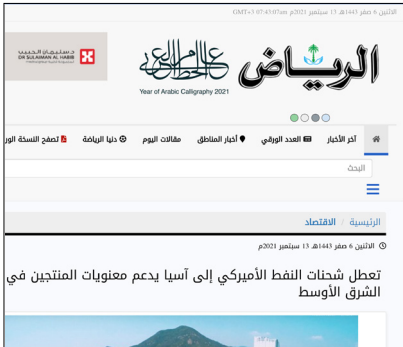 الاثنين 6 صفر 1443هـ 13 سبتمبر 2021م GMT+3 07:43:07am
د.سليمان الحبيب
DR SULAIMAN AL HABIB
الرياض
عام الخط العربي
Year of Arabic Calligraphy 2021
آخر الأخبار العدد الورقي أخبار المناطق مقالات اليوم دنيا الرياضة تصفح النسخة الور
البحث
الرئيسية / الاقتصاد
الاثنين 6 صفر 1443هـ 13 سبتمبر 2021م
تعطل شحنات النفط الأميركي إلى آسيا يدعم معنويات المنتجين في
الشرق الأوسط